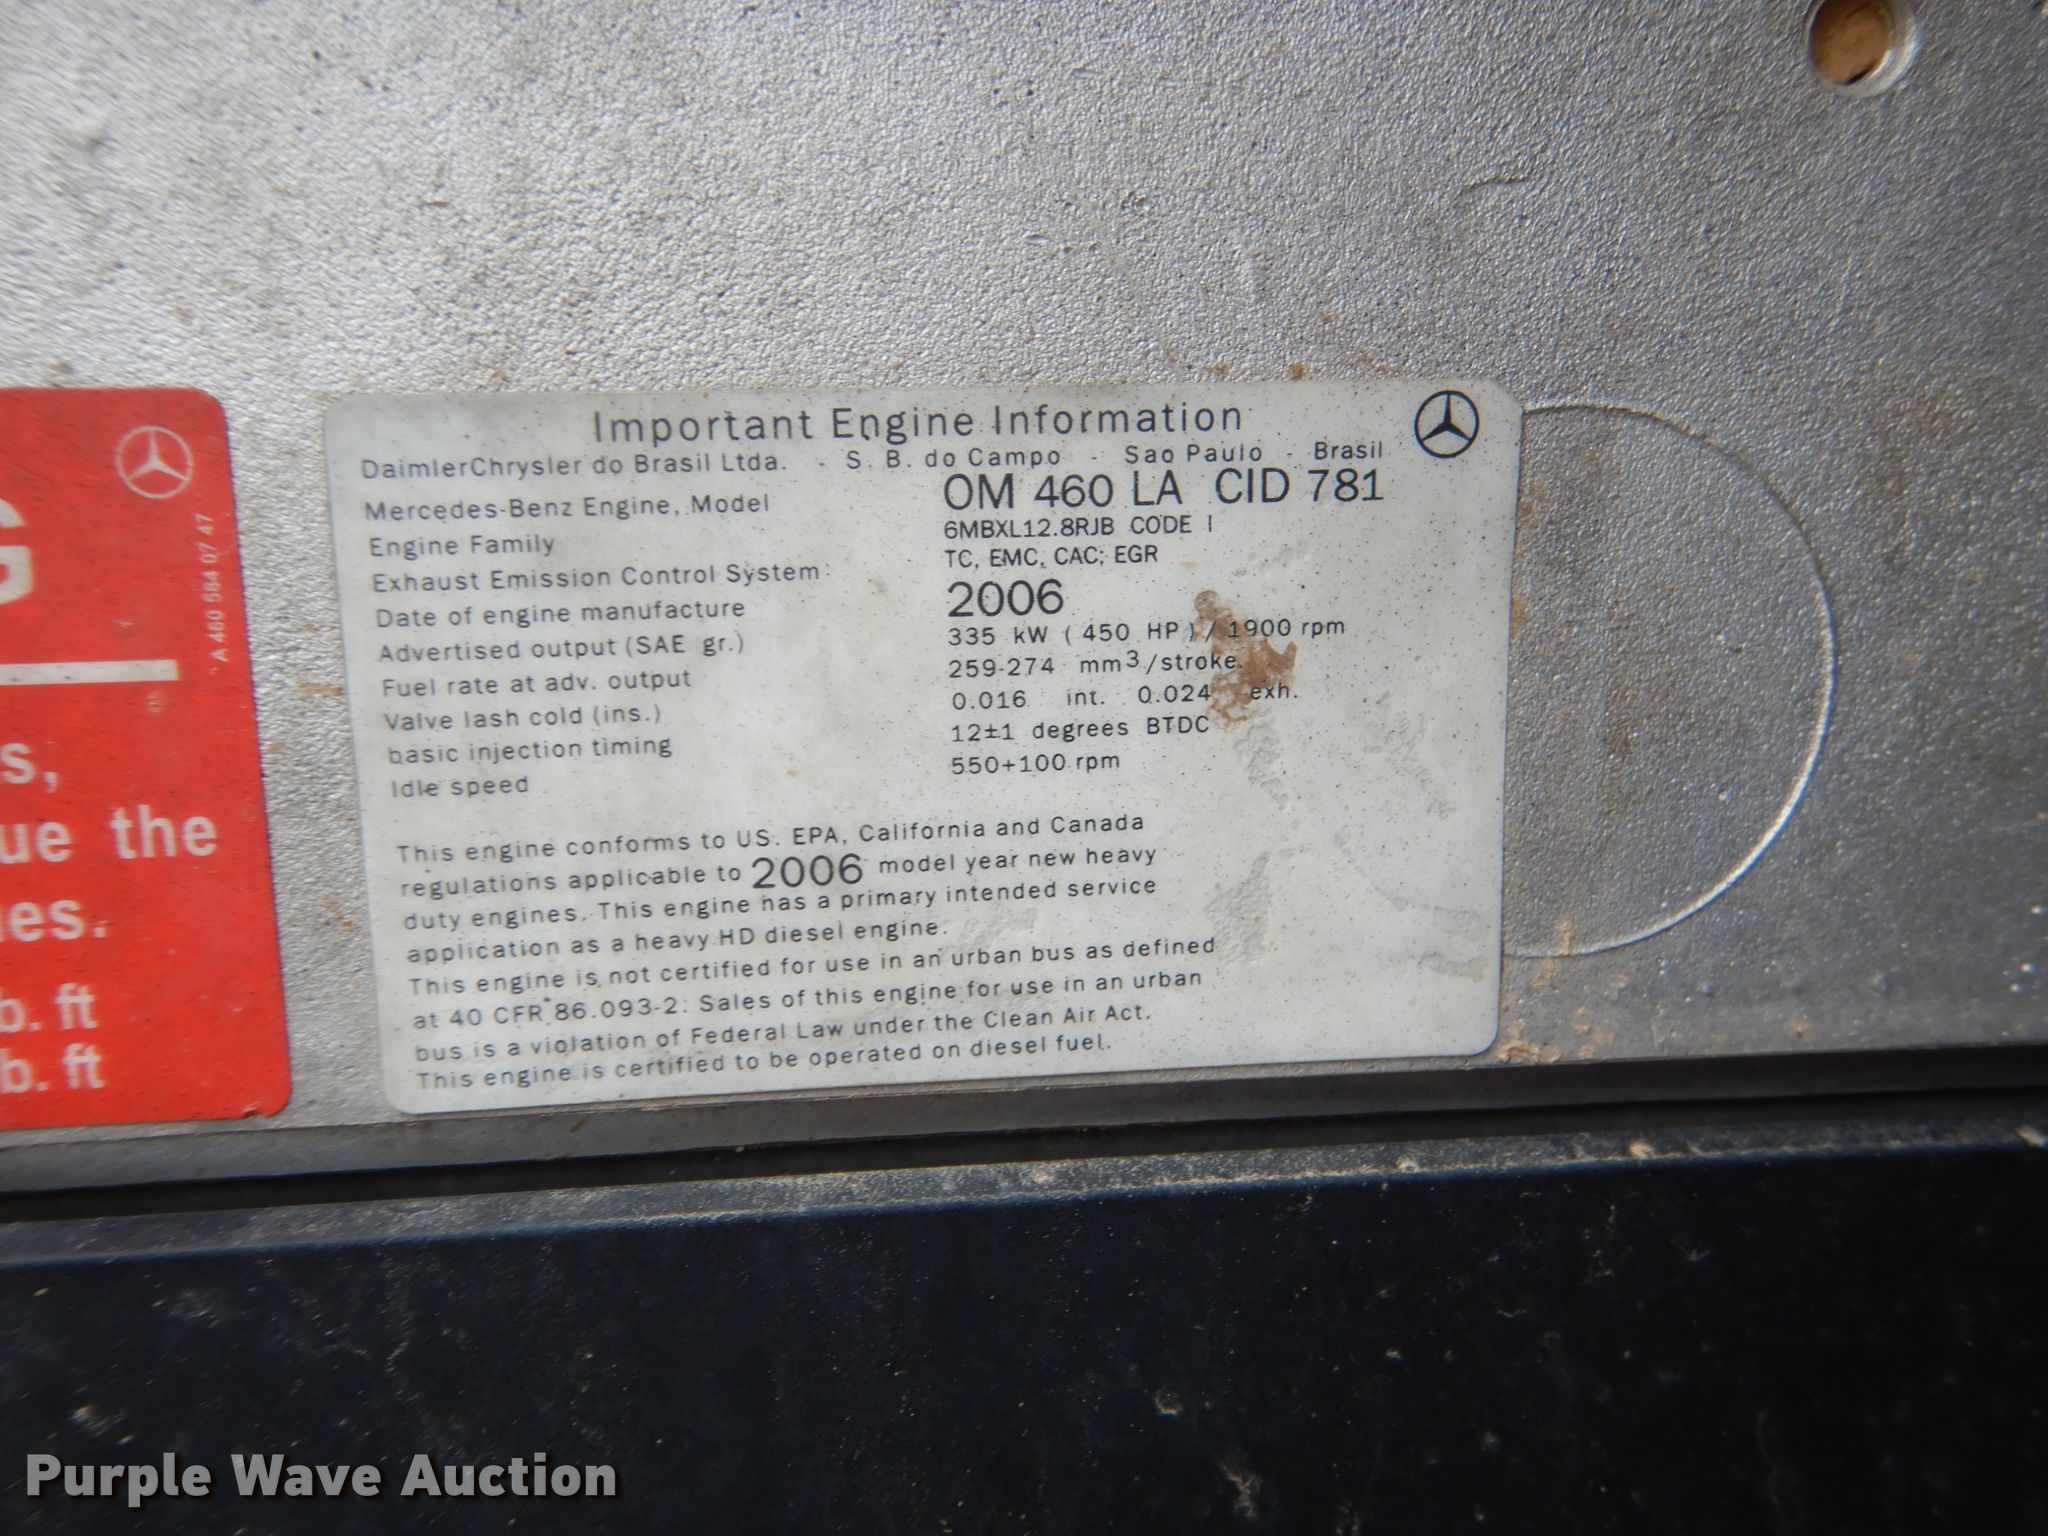 Important Engine Information
DaimlerChrysler do Brasil Ltda. - S. B. do Campo - Sao Paulo - Brasil
Mercedes-Benz Engine, Model OM 460 LA CID 781
Engine Family 6MBXL12.8RJB CODE I
Exhaust Emission Control System TC, EMC, CAC, EGR
Date of engine manufacture 2006
Advertised output (SAE gr.) 335 kW ( 450 HP ) / 1900 rpm
Fuel rate at adv. output 259-274 mm3/stroke
Valve lash cold (ins.) 0.016 int. 0.024 exh.
basic injection timing 12±1 degrees BTDC
Idle speed 550+100 rpm
This engine conforms to US. EPA, California and Canada
regulations applicable to 2006 model year new heavy
duty engines. This engine has a primary intended service
application as a heavy HD diesel engine.
This engine is not certified for use in an urban bus as defined
at 40 CFR 86.093-2. Sales of this engine for use in an urban
bus is a violation of Federal Law under the Clean Air Act.
This engine is certified to be operated on diesel fuel.
G
A 460 584 07 47
s,
ue the
es.
b. ft
b. ft
Purple Wave Auction